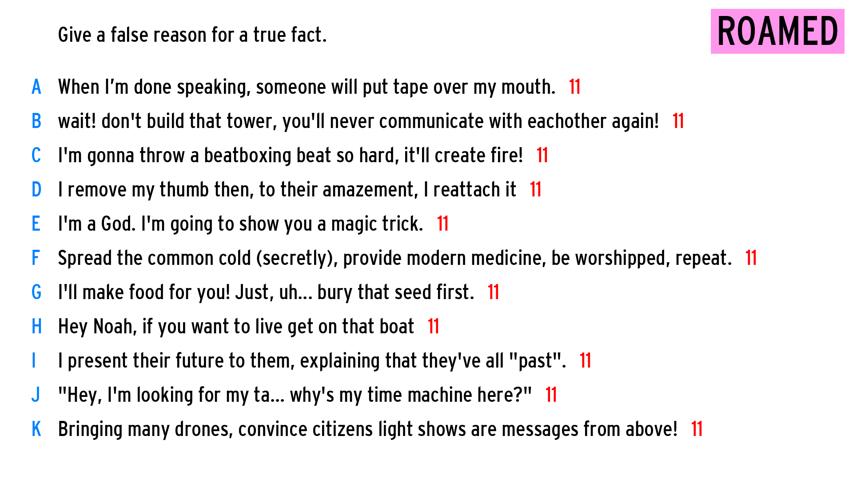 Give a false reason for a true fact.
ROAMED
A When I'm done speaking, someone will put tape over my mouth. 11
B wait! don't build that tower, you'll never communicate with eachother again! 11
C I'm gonna throw a beatboxing beat so hard, it'll create fire! 11
D I remove my thumb then, to their amazement, I reattach it 11
E I'm a God. I'm going to show you a magic trick. 11
F Spread the common cold (secretly), provide modern medicine, be worshipped, repeat. 11
G I'll make food for you! Just, uh... bury that seed first. 11
H Hey Noah, if you want to live get on that boat 11
I I present their future to them, explaining that they've all "past". 11
J "Hey, I'm looking for my ta... why's my time machine here?" 11
K Bringing many drones, convince citizens light shows are messages from above! 11